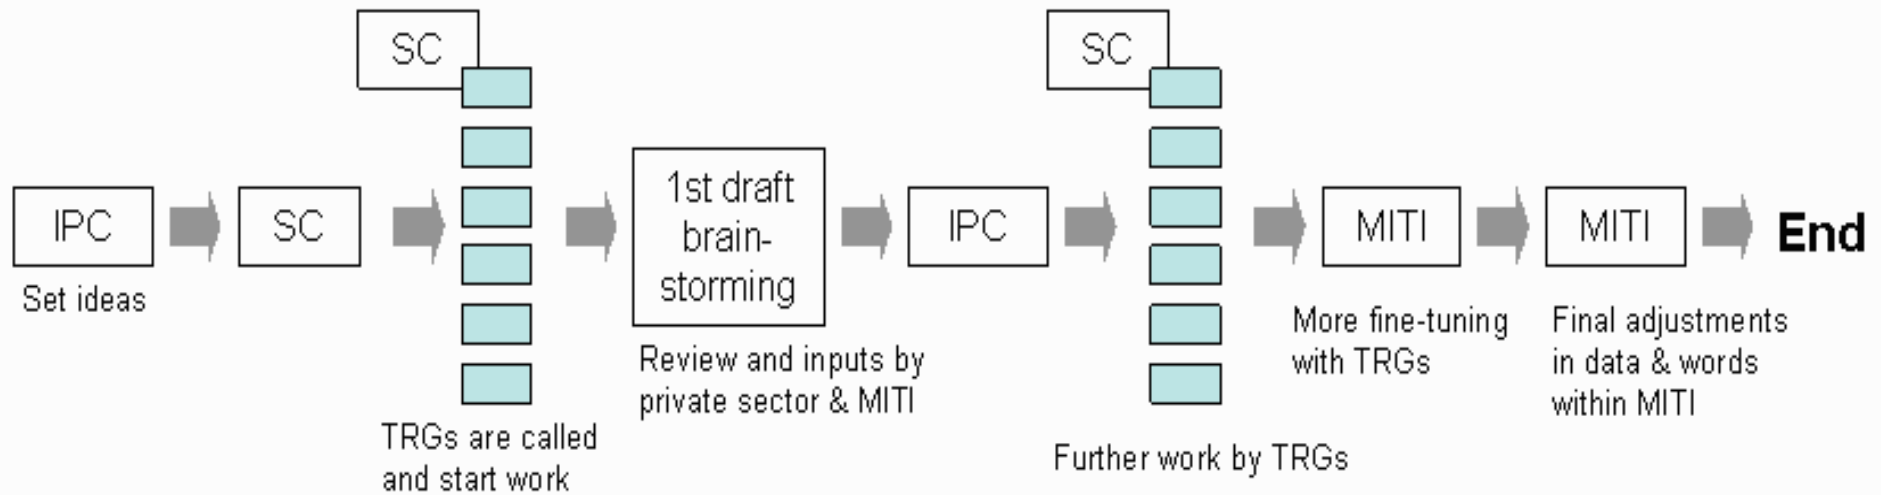 IPC
Set ideas
SC
SC
TRGs are called
and start work
1st draft
brain-
storming
Review and inputs by
private sector & MITI
IPC
SC
Further work by TRGs
MITI
More fine-tuning
with TRGs
MITI
Final adjustments
in data & words
within MITI
End